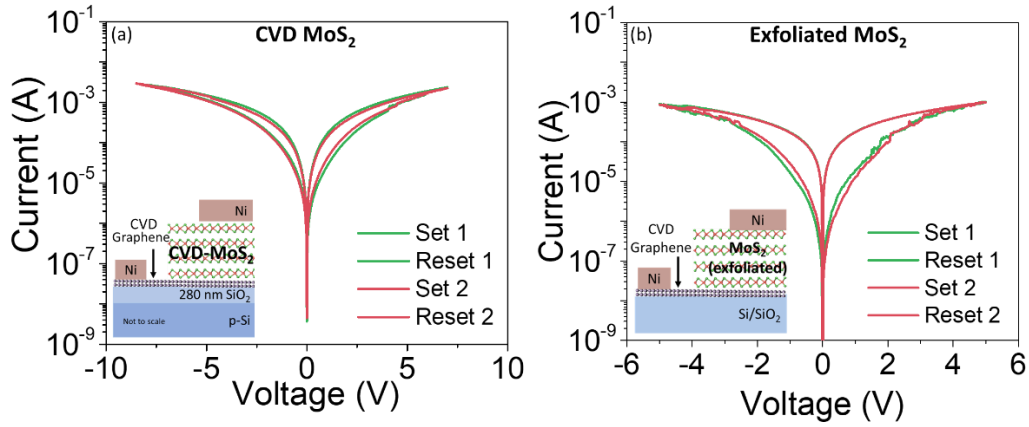 (a) CVD MoS₂
Current (A)
10⁻¹
10⁻³
10⁻⁵
10⁻⁷
10⁻⁹
Ni
CVD
Graphene
CVD-MoS₂
Ni
280 nm SiO₂
Not to scale
p-Si
Set 1
Reset 1
Set 2
Reset 2
-10 -5 0 5 10
Voltage (V)
(b) Exfoliated MoS₂
Current (A)
10⁻¹
10⁻³
10⁻⁵
10⁻⁷
10⁻⁹
Ni
CVD
Graphene
MoS₂
(exfoliated)
Ni
Si/SiO₂
Set 1
Reset 1
Set 2
Reset 2
-6 -4 -2 0 2 4 6
Voltage (V)